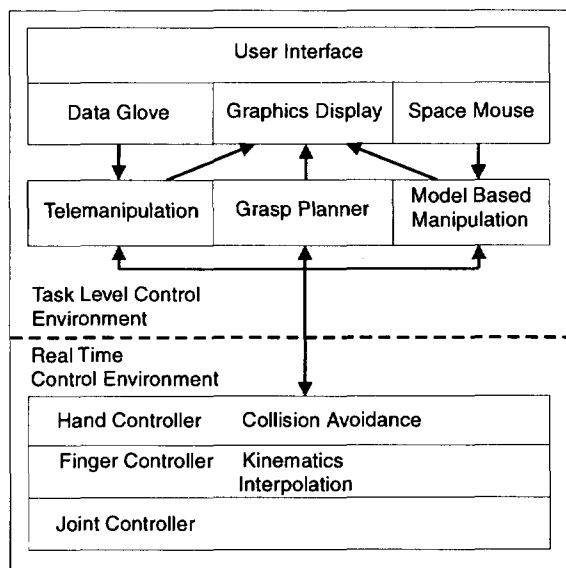 User Interface
Data Glove
Graphics Display
Space Mouse
Telemanipulation
Grasp Planner
Model Based
Manipulation
Task Level Control
Environment
Real Time
Control Environment
Hand Controller
Collision Avoidance
Finger Controller
Kinematics
Interpolation
Joint Controller